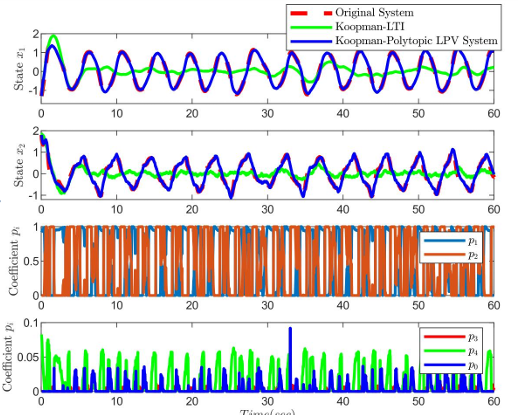 Original System
Koopman-LTI
Koopman-Polytopic LPV System
State x₁
2
1
0
-1
0 10 20 30 40 50 60
State x₂
2
1
0
-1
0 10 20 30 40 50 60
Coefficient pᵢ
1
0.5
0
p₁
p₂
0 10 20 30 40 50 60
Coefficient pᵢ
0.1
0.05
0
p₃
p₄
p₀
0 10 20 30 40 50 60
Time(sec)